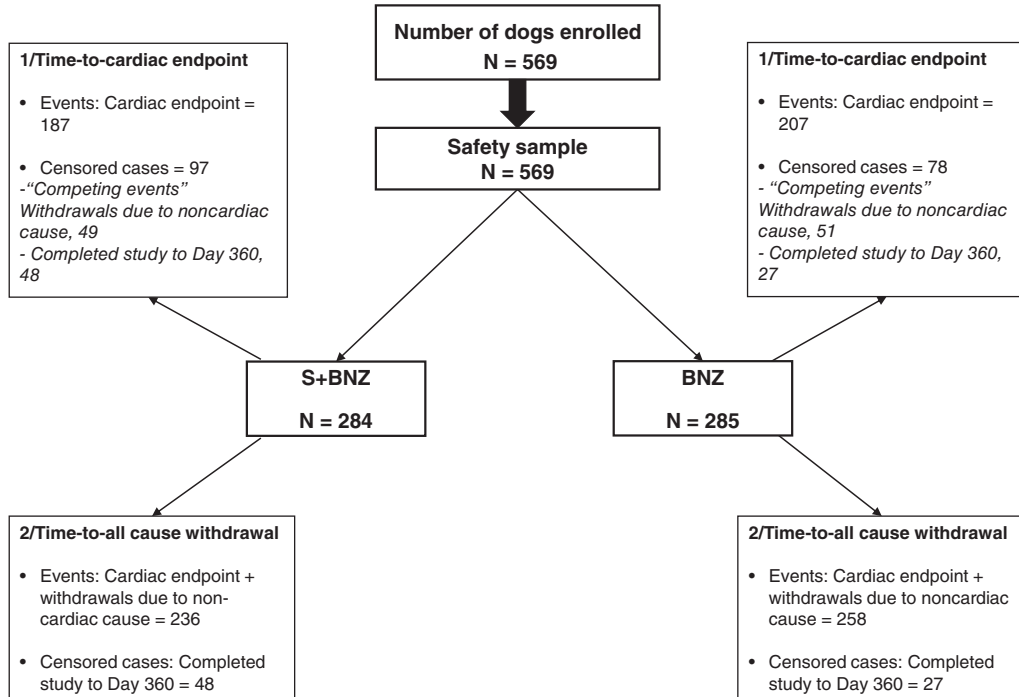 Number of dogs enrolled
N = 569
Safety sample
N = 569
1/Time-to-cardiac endpoint
• Events: Cardiac endpoint =
187
• Censored cases = 97
-“Competing events”
Withdrawals due to noncardiac
cause, 49
- Completed study to Day 360,
48
1/Time-to-cardiac endpoint
• Events: Cardiac endpoint =
207
• Censored cases = 78
- “Competing events”
Withdrawals due to noncardiac
cause, 51
- Completed study to Day 360,
27
S+BNZ
N = 284
BNZ
N = 285
2/Time-to-all cause withdrawal
• Events: Cardiac endpoint +
withdrawals due to non-
cardiac cause = 236
• Censored cases: Completed
study to Day 360 = 48
2/Time-to-all cause withdrawal
• Events: Cardiac endpoint +
withdrawals due to noncardiac
cause = 258
• Censored cases: Completed
study to Day 360 = 27